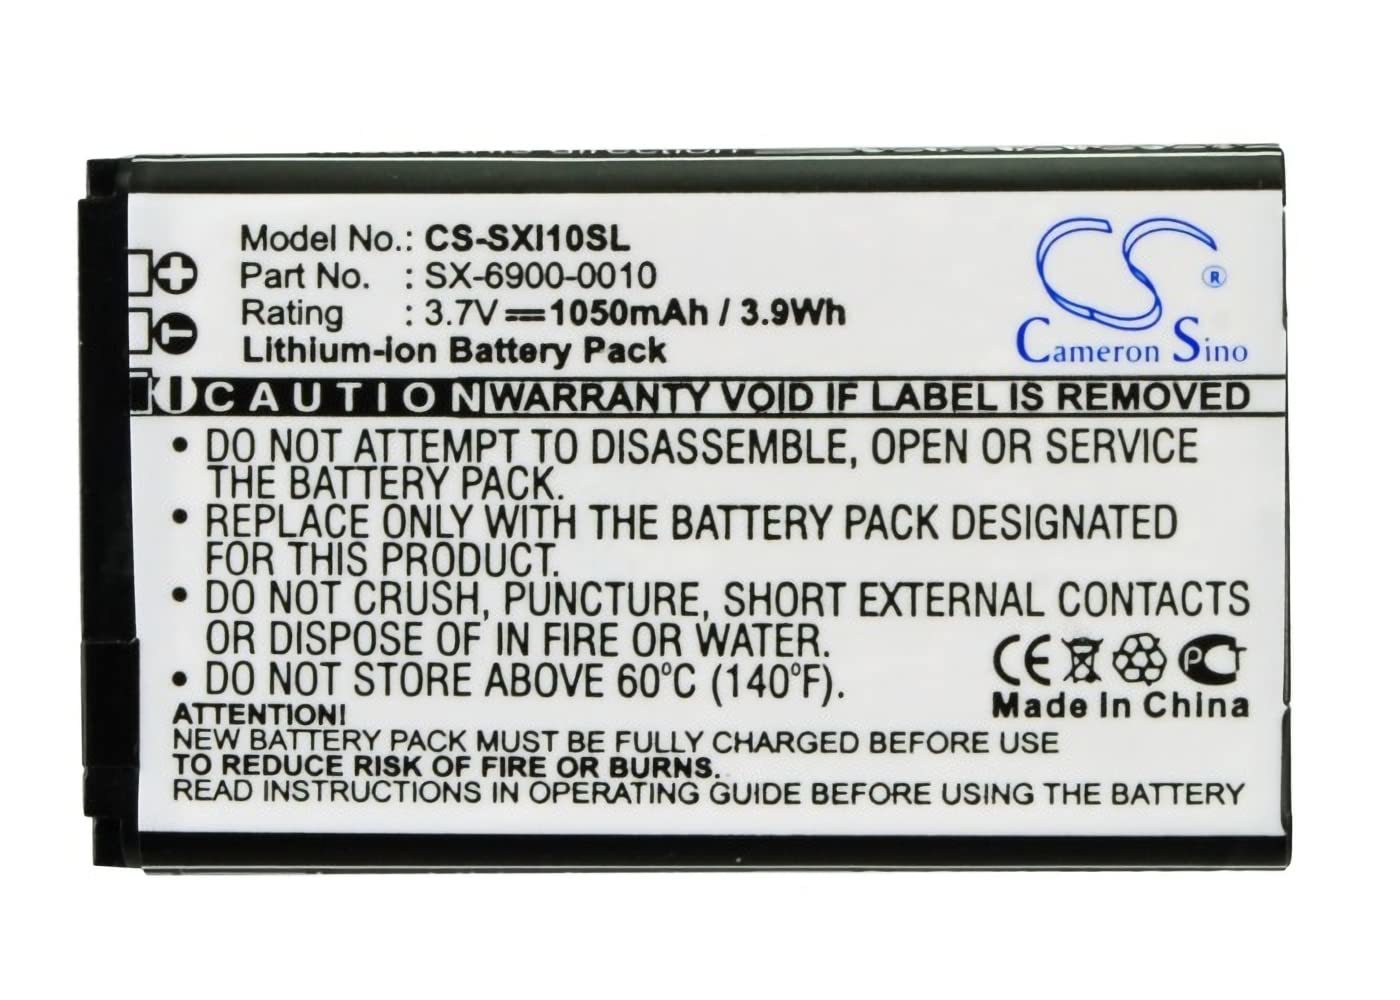 Model No.: CS-SXI10SL
Part No. : SX-6900-0010
Rating : 3.7V 1050mAh / 3.9Wh
Lithium-ion Battery Pack
CS ®
Cameron Sino
CAUTION WARRANTY VOID IF LABEL IS REMOVED
• DO NOT ATTEMPT TO DISASSEMBLE, OPEN OR SERVICE
THE BATTERY PACK.
• REPLACE ONLY WITH THE BATTERY PACK DESIGNATED
FOR THIS PRODUCT.
• DO NOT CRUSH, PUNCTURE, SHORT EXTERNAL CONTACTS
OR DISPOSE OF IN FIRE OR WATER.
• DO NOT STORE ABOVE 60°C (140°F).
CE PCT
Made In China
ATTENTION!
NEW BATTERY PACK MUST BE FULLY CHARGED BEFORE USE
TO REDUCE RISK OF FIRE OR BURNS.
READ INSTRUCTIONS IN OPERATING GUIDE BEFORE USING THE BATTERY